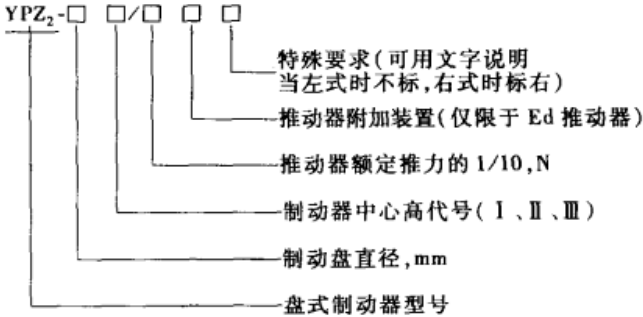 YPZ₂-□ □/□ □ □
特殊要求(可用文字说明
当左式时不标,右式时标右)
推动器附加装置(仅限于 Ed 推动器)
推动器额定推力的 1/10,N
制动器中心高代号(Ⅰ、Ⅱ、Ⅲ)
制动盘直径,mm
盘式制动器型号